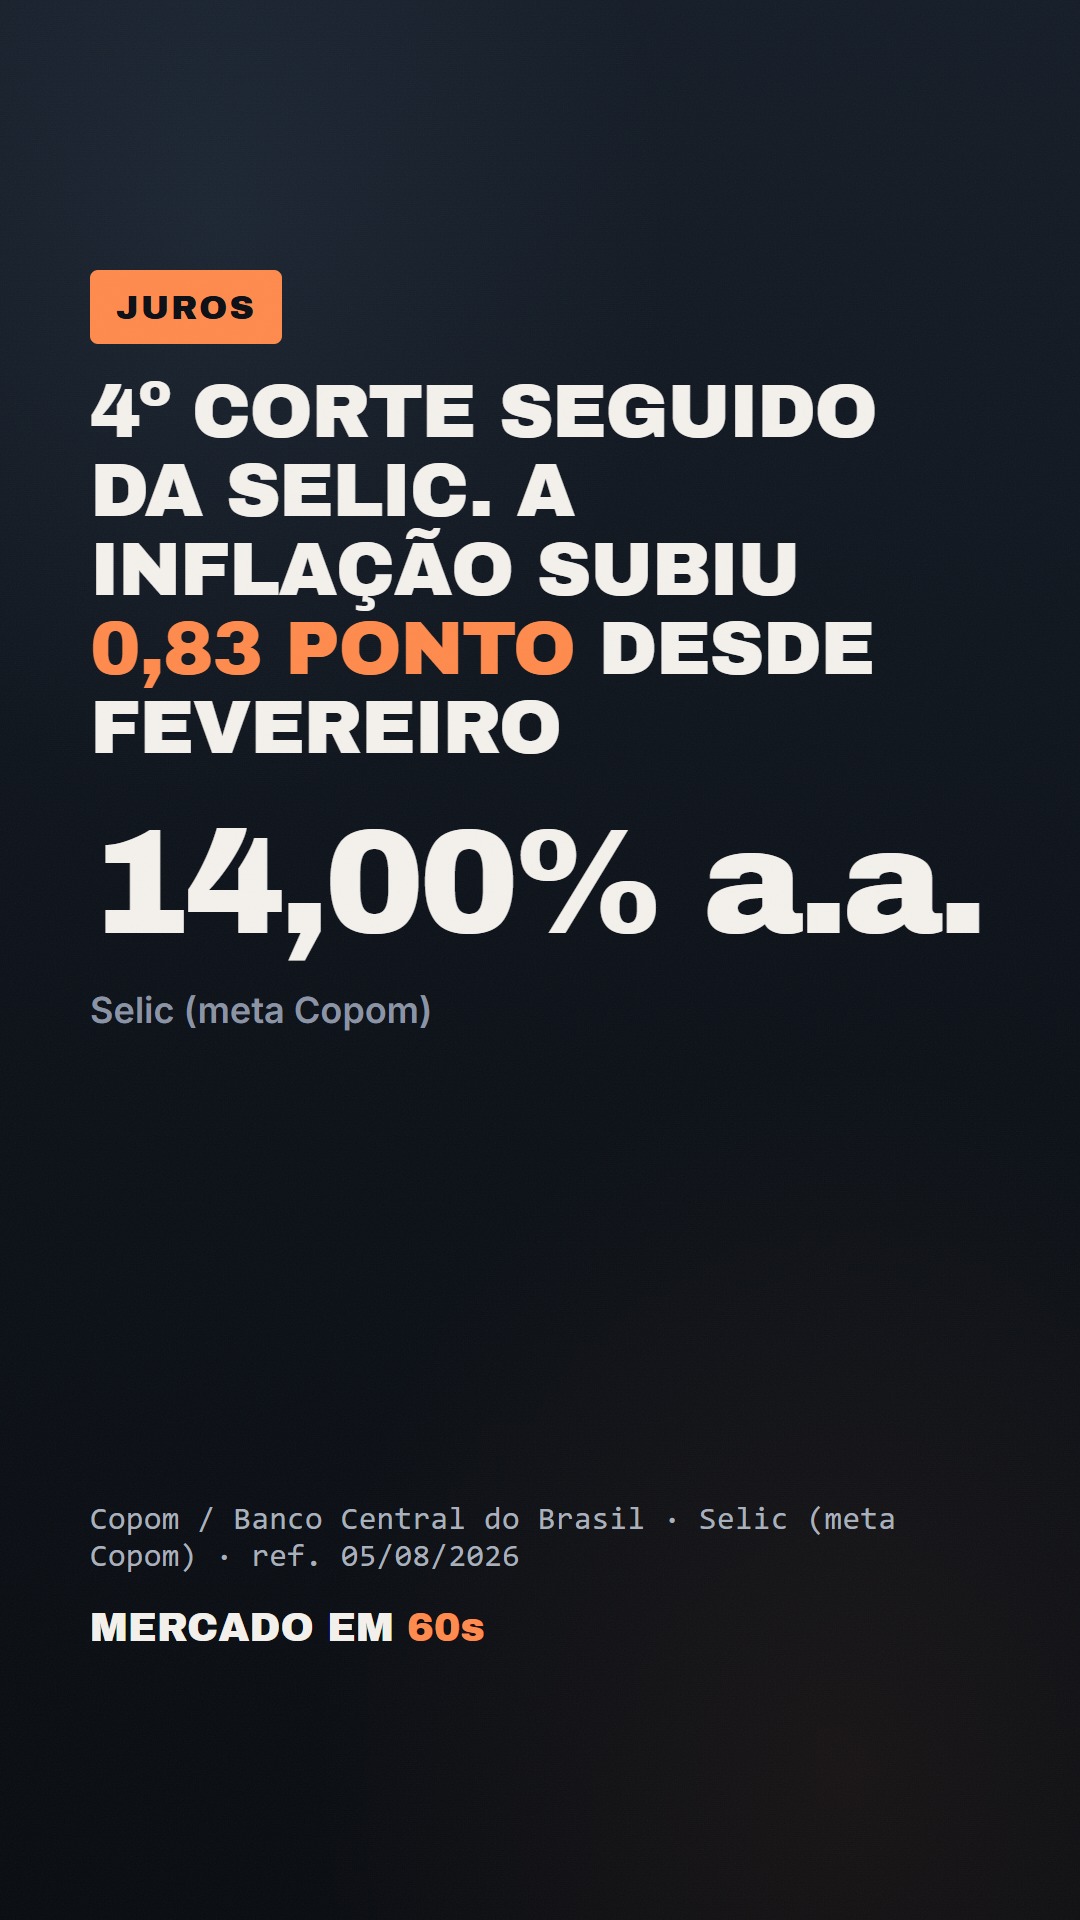 JUROS
4º CORTE SEGUIDO
DA SELIC. A
INFLAÇÃO SUBIU
0,83 PONTO DESDE
FEVEREIRO
14,00% a.a.
Selic (meta Copom)
Copom / Banco Central do Brasil · Selic (meta
Copom) · ref. 05/08/2026
MERCADO EM 60s